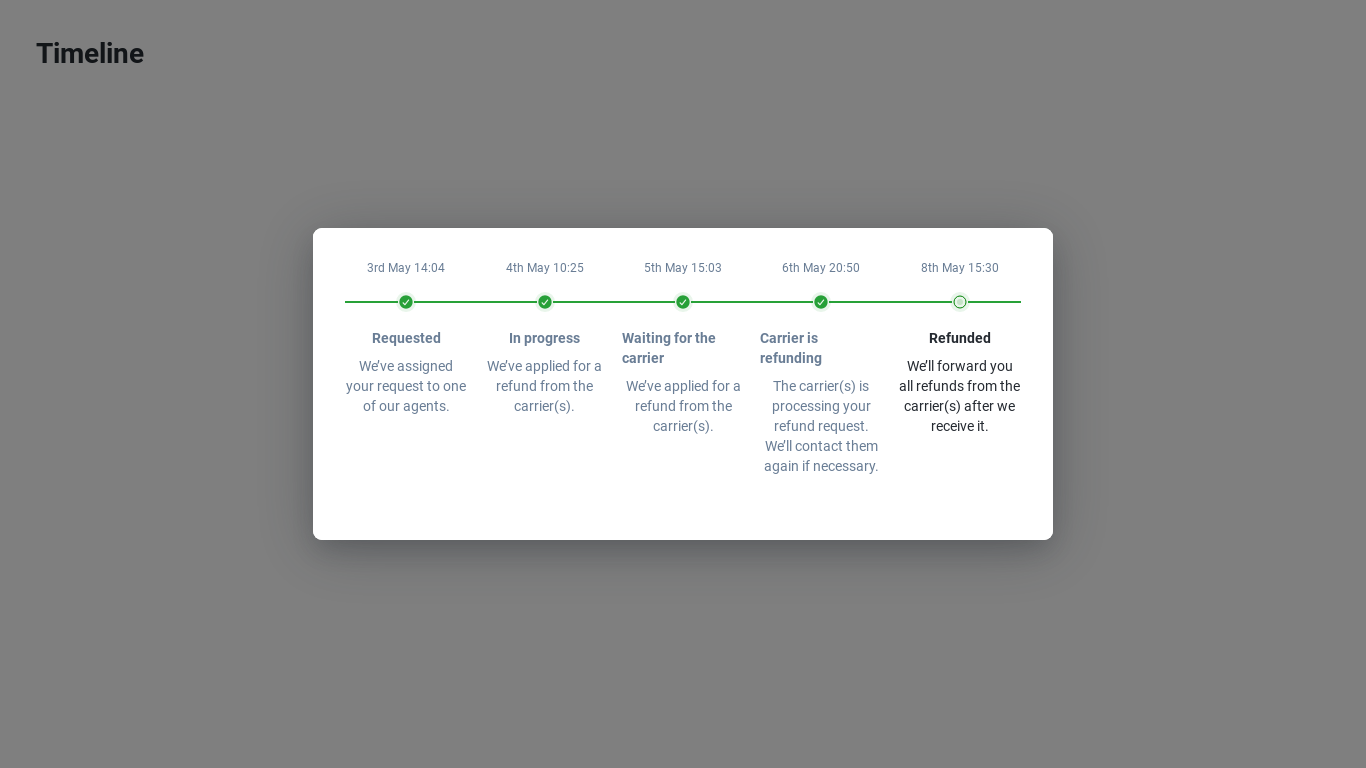 Timeline
3rd May 14:04
4th May 10:25
5th May 15:03
6th May 20:50
8th May 15:30
Requested
We’ve assigned
your request to one
of our agents.
In progress
We’ve applied for a
refund from the
carrier(s).
Waiting for the
carrier
We’ve applied for a
refund from the
carrier(s).
Carrier is
refunding
The carrier(s) is
processing your
refund request.
We’ll contact them
again if necessary.
Refunded
We’ll forward you
all refunds from the
carrier(s) after we
receive it.